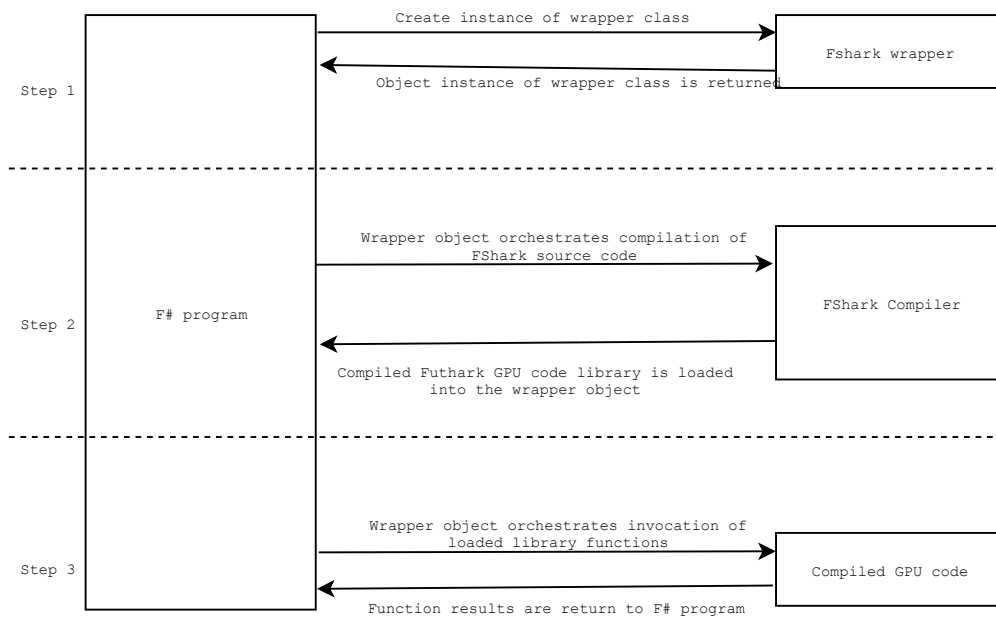 Create instance of wrapper class
Fshark wrapper
Object instance of wrapper class is returned
Step 1
Wrapper object orchestrates compilation of
FShark source code
FShark Compiler
F# program
Step 2
Compiled Futhark GPU code library is loaded
into the wrapper object
Wrapper object orchestrates invocation of
loaded library functions
Step 3
Compiled GPU code
Function results are return to F# program